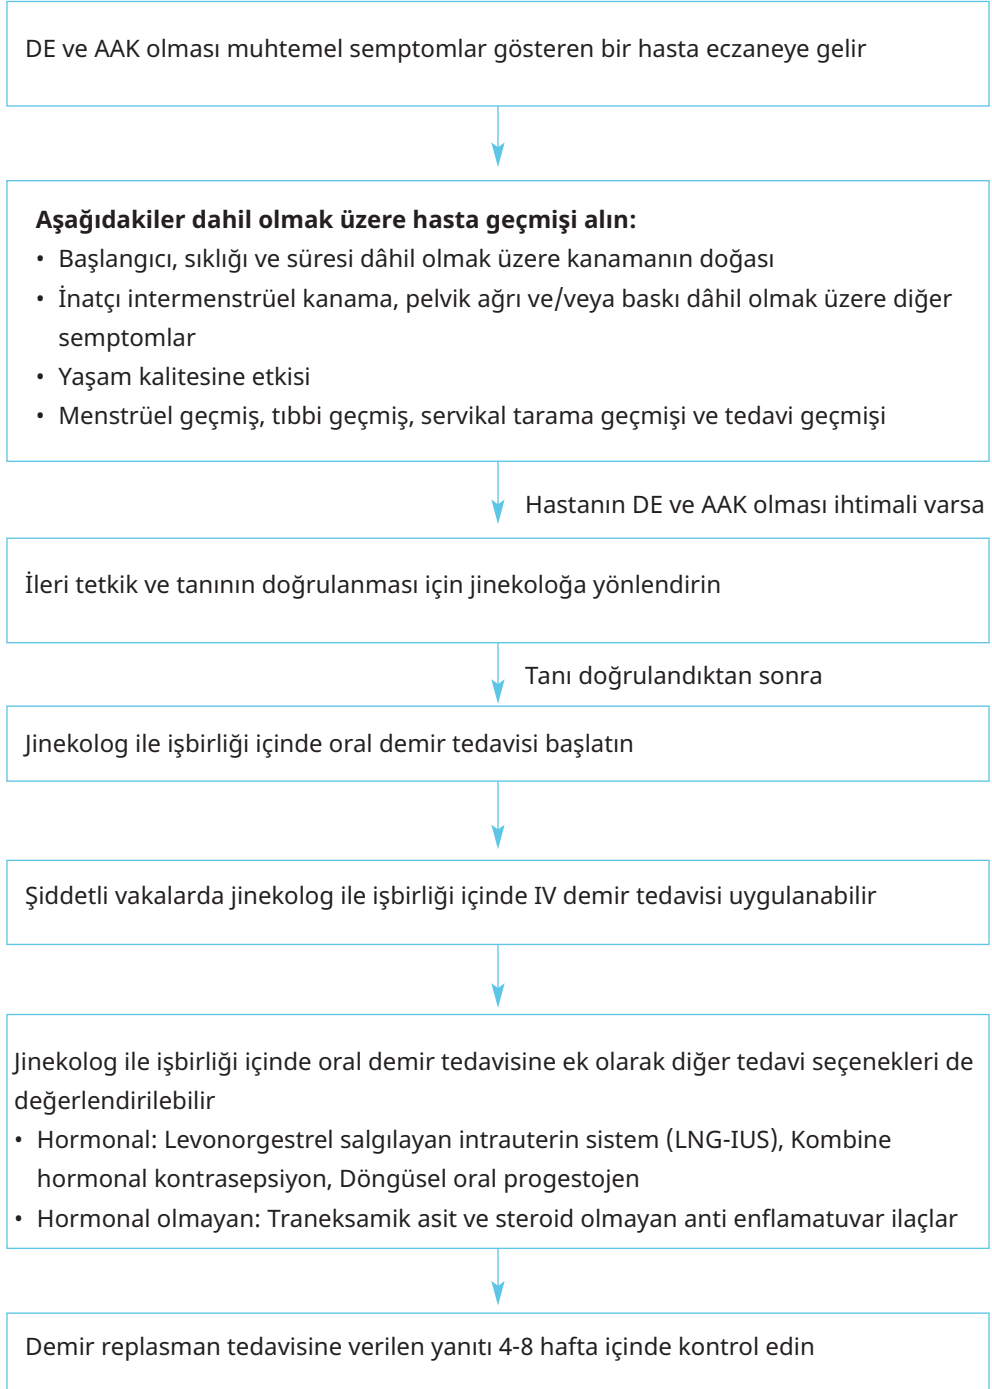 DE ve AAK olması muhtemel semptomlar gösteren bir hasta eczaneye gelir
Aşağıdakiler dahil olmak üzere hasta geçmişi alın:
• Başlangıcı, sıklığı ve süresi dâhil olmak üzere kanamanın doğası
• İnatçı intermenstrüel kanama, pelvik ağrı ve/veya baskı dâhil olmak üzere diğer
semptomlar
• Yaşam kalitesine etkisi
• Menstrüel geçmiş, tıbbi geçmiş, servikal tarama geçmişi ve tedavi geçmişi
Hastanın DE ve AAK olması ihtimali varsa
İleri tetkik ve tanının doğrulanması için jinekoloğa yönlendirin
Tanı doğrulandıktan sonra
Jinekolog ile işbirliği içinde oral demir tedavisi başlatın
Şiddetli vakalarda jinekolog ile işbirliği içinde IV demir tedavisi uygulanabilir
Jinekolog ile işbirliği içinde oral demir tedavisine ek olarak diğer tedavi seçenekleri de
değerlendirilebilir
• Hormonal: Levonorgestrel salgılayan intrauterin sistem (LNG-IUS), Kombine
hormonal kontrasepsiyon, Döngüsel oral progestojen
• Hormonal olmayan: Traneksamik asit ve steroid olmayan anti enflamatuvar ilaçlar
Demir replasman tedavisine verilen yanıtı 4-8 hafta içinde kontrol edin